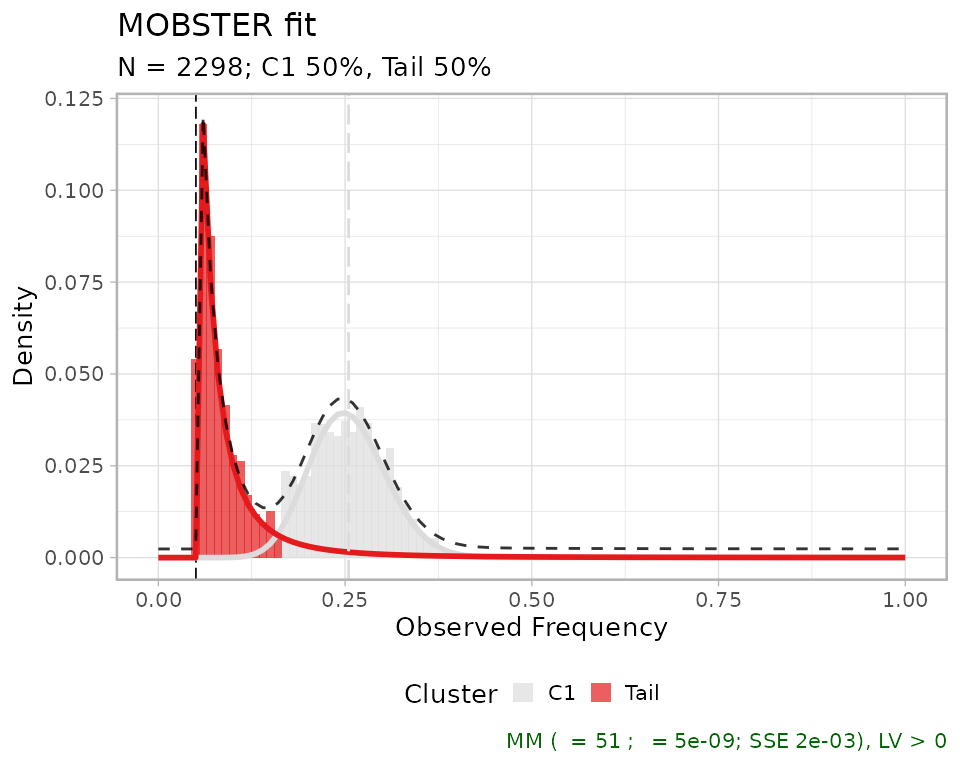 MOBSTER fit
N = 2298; C1 50%, Tail 50%
Density
0.125
0.100
0.075
0.050
0.025
0.000
0.00 0.25 0.50 0.75 1.00
Observed Frequency
Cluster C1 Tail
MM ( = 51 ; = 5e-09; SSE 2e-03), LV > 0